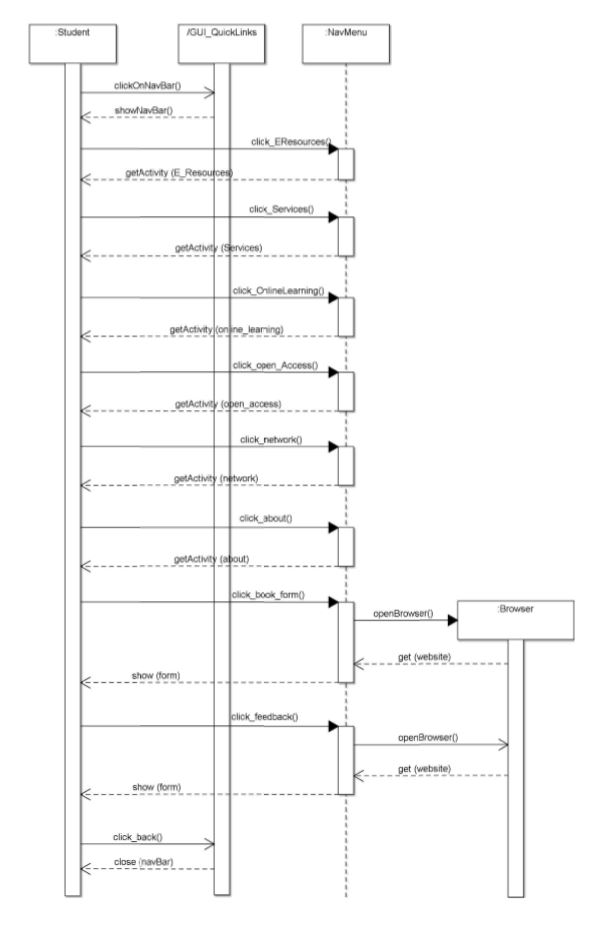 :Student
/GUI_QuickLinks
:NavMenu
clickOnNavBar()
showNavBar()
click_EResources()
getActivity (E_Resources)
click_Services()
getActivity (Services)
click_OnlineLearning()
getActivity (online_learning)
click_open_Access()
getActivity (open_access)
click_network()
getActivity (network)
click_about()
getActivity (about)
click_book_form()
openBrowser()
:Browser
get (website)
show (form)
click_feedback()
openBrowser()
get (website)
show (form)
click_back()
close (navBar)